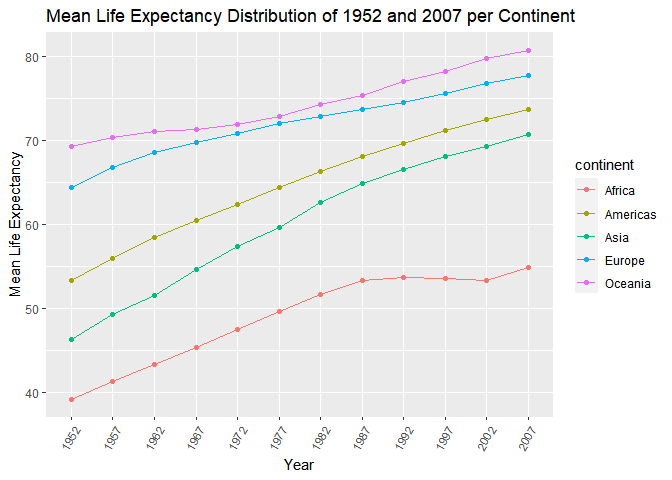 Mean Life Expectancy Distribution of 1952 and 2007 per Continent
Mean Life Expectancy
80
70
60
50
40
1952
1957
1962
1967
1972
1977
1982
1987
1992
1997
2002
2007
Year
continent
Africa
Americas
Asia
Europe
Oceania